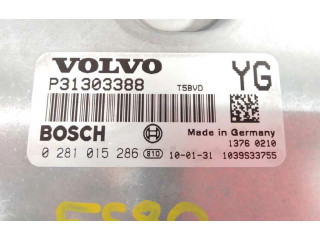 VOLVO
P31303388 T5BVD YG
BOSCH Made in Germany
1376 0210
0 281 015 286 810 10-01-31 1039S33755